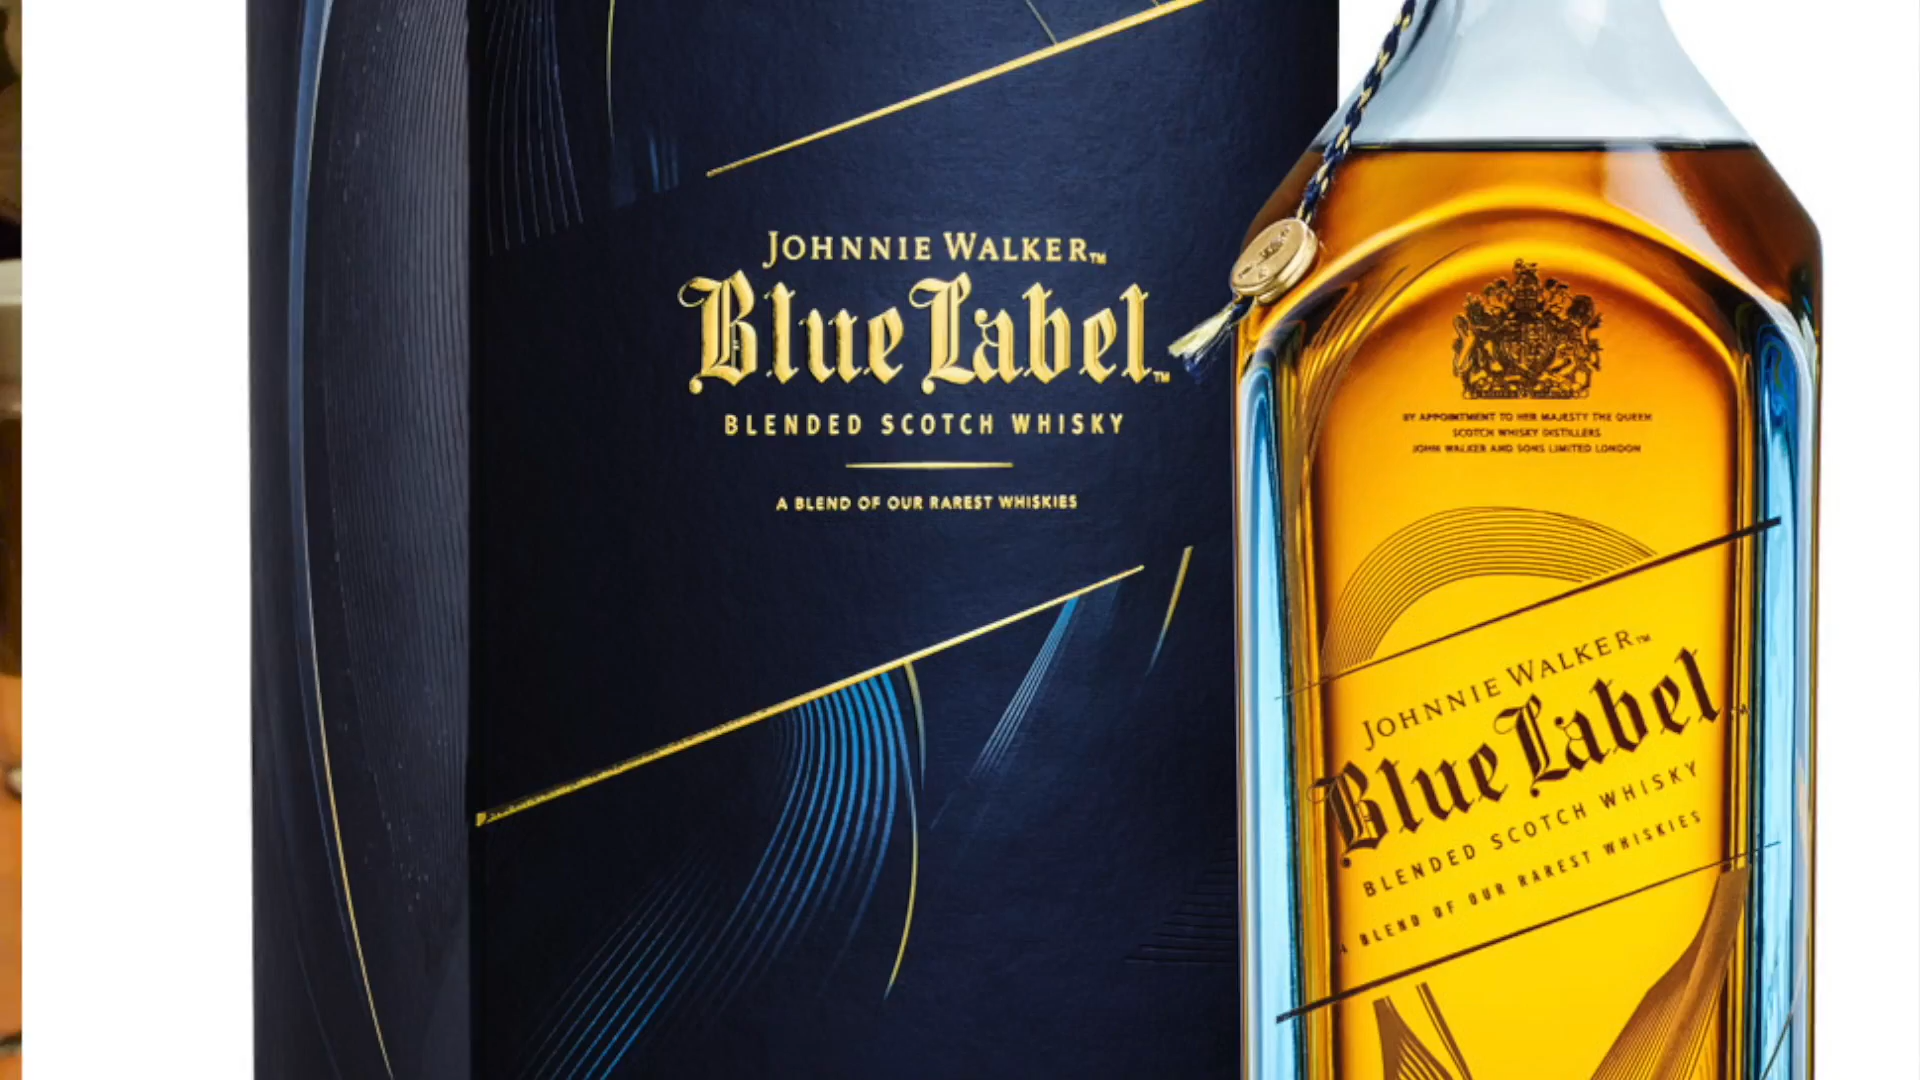 JOHNNIE WALKER™
Blue Label™
BLENDED SCOTCH WHISKY
A BLEND OF OUR RAREST WHISKIES
BY APPOINTMENT TO HER MAJESTY THE QUEEN
SCOTCH WHISKY DISTILLERS
JOHN WALKER AND SONS LIMITED LONDON
JOHNNIE WALKER™
Blue Label™
BLENDED SCOTCH WHISKY
A BLEND OF OUR RAREST WHISKIES